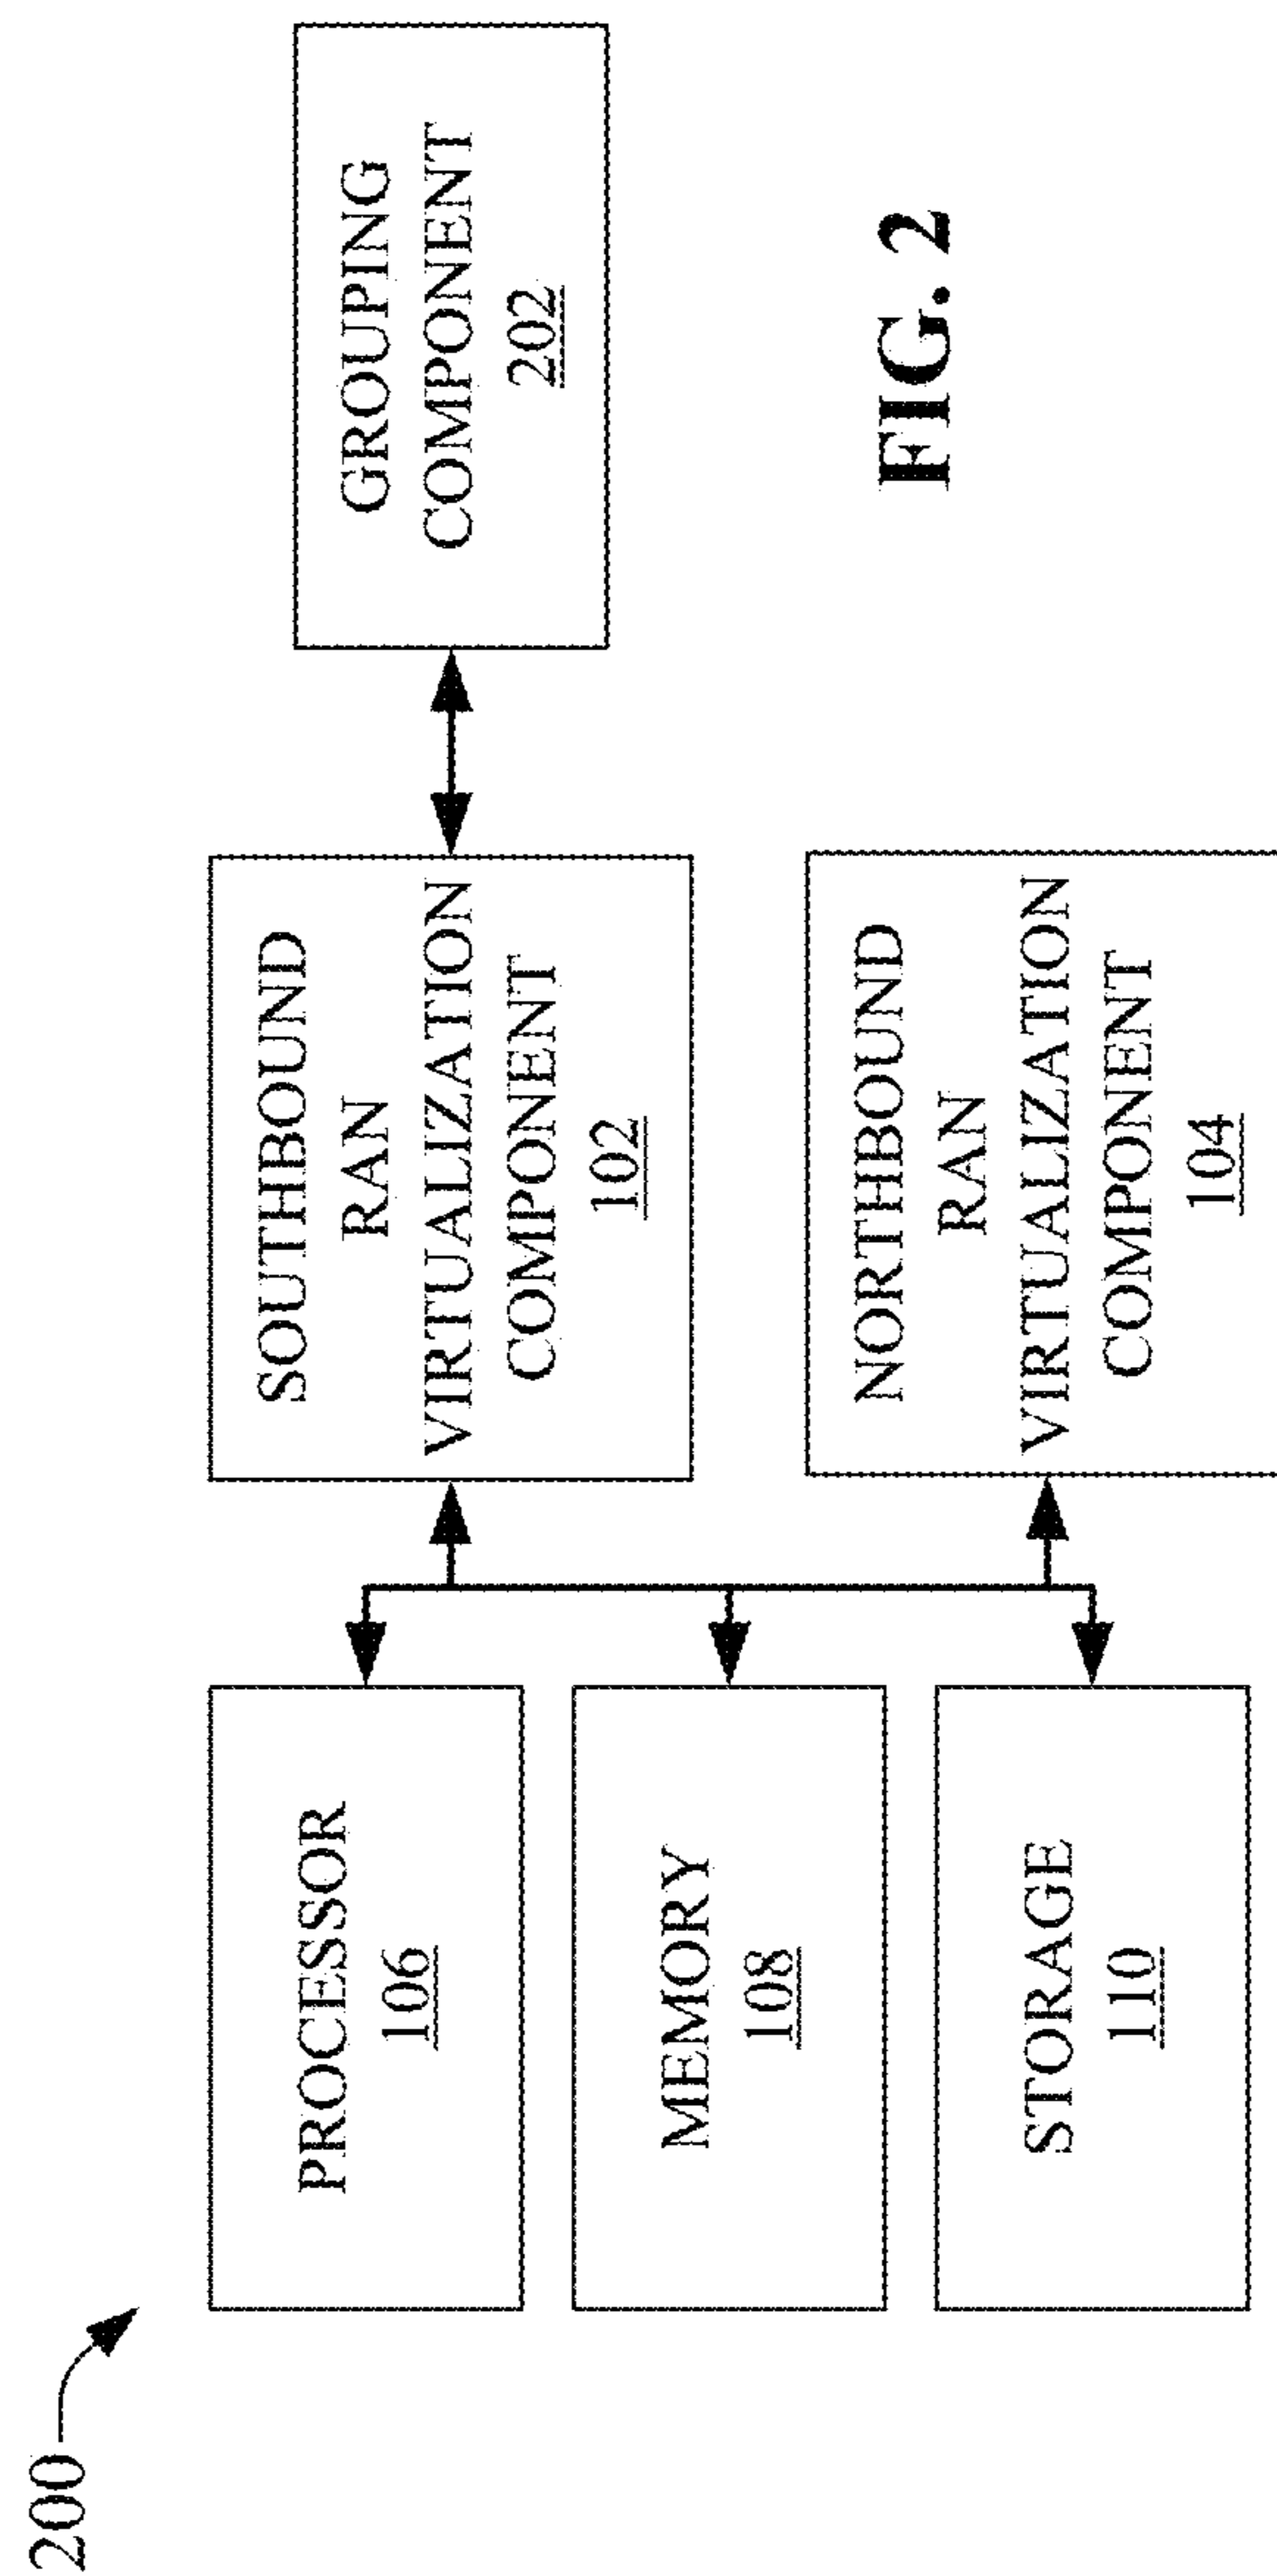 200
PROCESSOR
106
MEMORY
108
STORAGE
110
SOUTHBOUND
RAN
VIRTUALIZATION
COMPONENT
102
NORTHBOUND
RAN
VIRTUALIZATION
COMPONENT
104
GROUPING
COMPONENT
202
FIG. 2